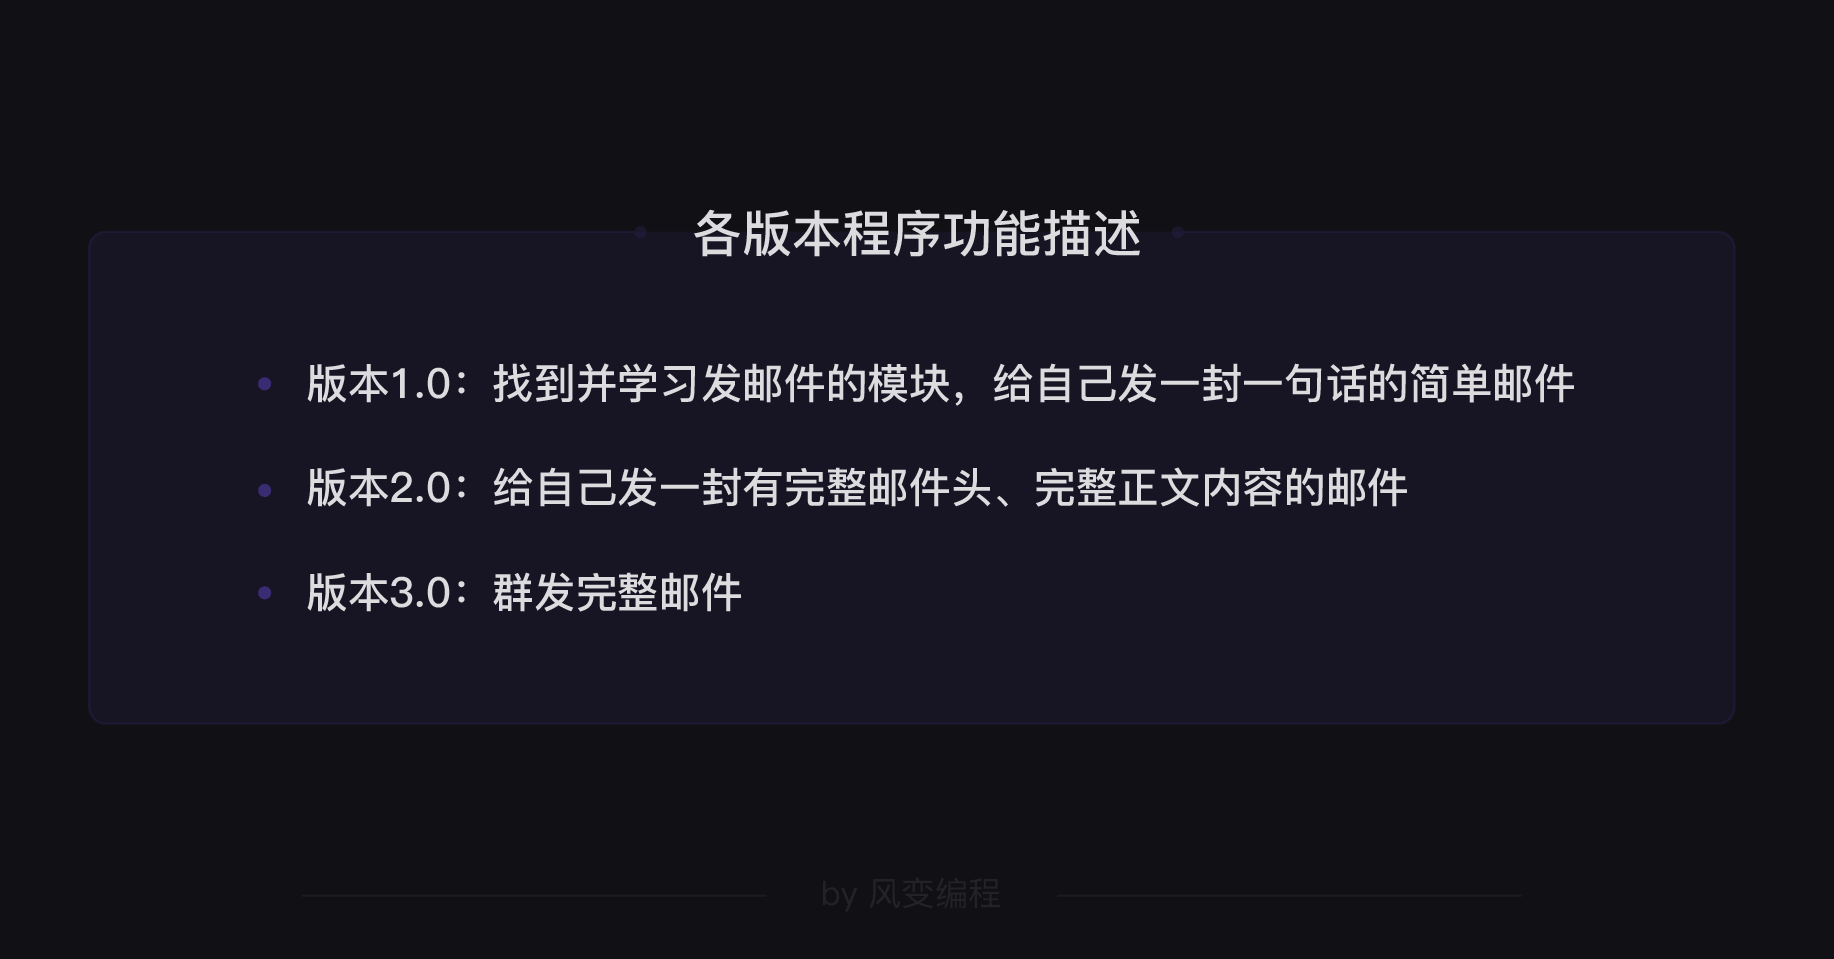 各版本程序功能描述
版本1.0：找到并学习发邮件的模块，给自己发一封一句话的简单邮件
版本2.0：给自己发一封有完整邮件头、完整正文内容的邮件
版本3.0：群发完整邮件
by 风变编程